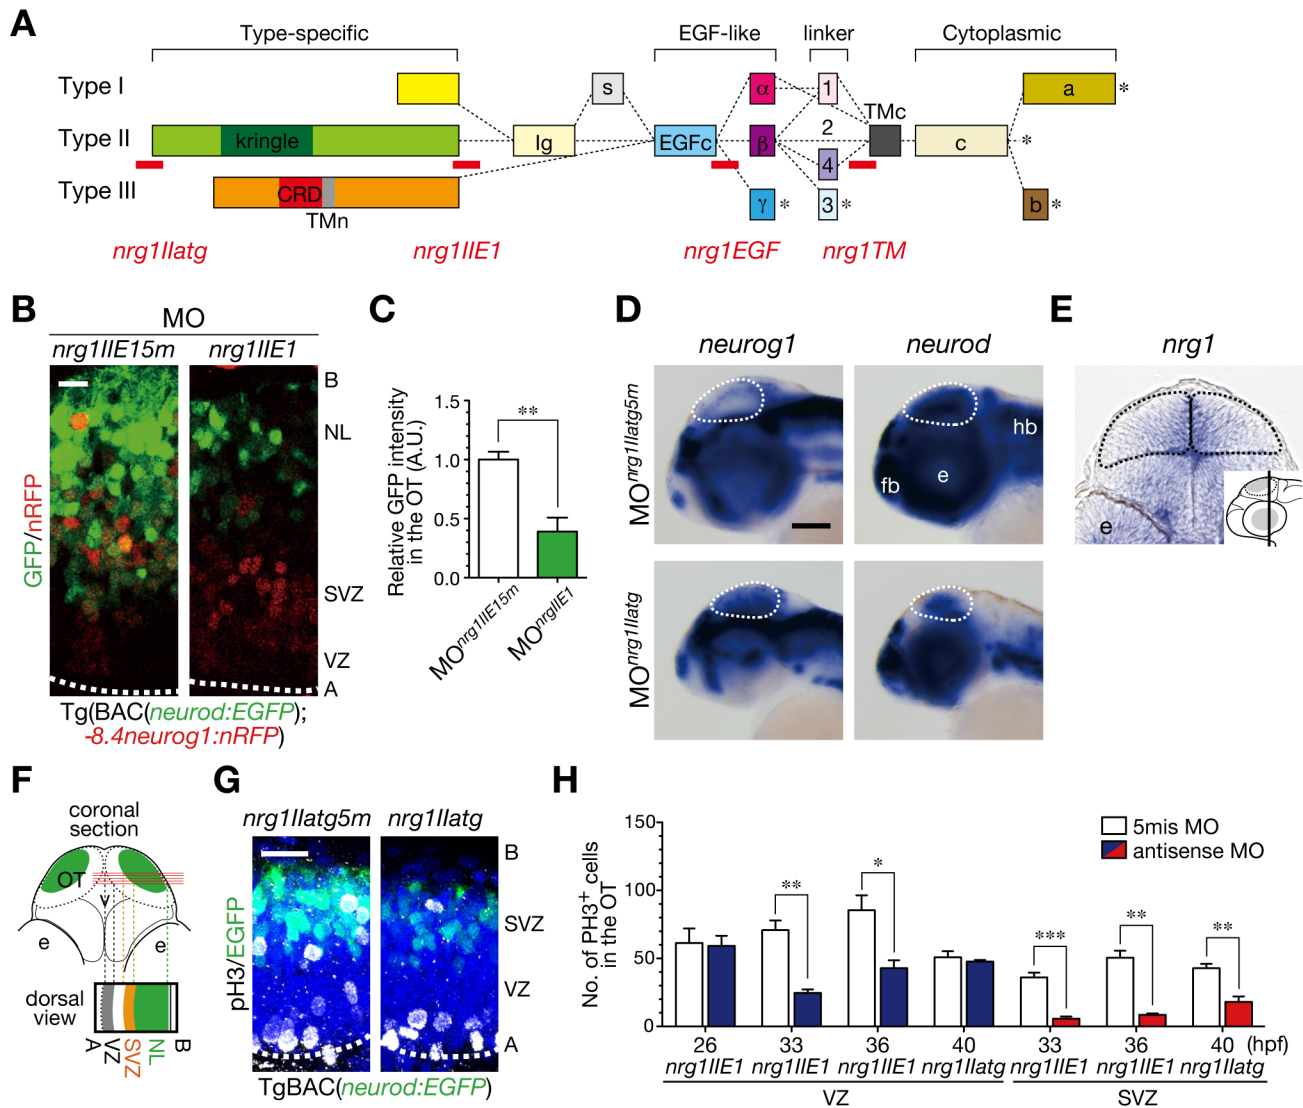 A
Type-specific EGF-like linker Cytoplasmic
Type I s α 1 a *
TMc
Type II kringle Ig EGFc β 2 c *
4
Type III CRD γ * 3 * b *
TMn
nrg1IIatg nrg1IIE1 nrg1EGF nrg1TM
B
MO
nrg1IIE15m nrg1IIE1
GFP/nRFP
B
NL
SVZ
VZ
A
Tg(BAC(neurod:EGFP);
-8.4neurog1:nRFP)
C
Relative GFP intensity
in the OT (A.U.)
1.5
1.0
0.5
0.0
**
MOnrg1IIE15m
MOnrgIIE1
D
neurog1 neurod
MOnrg1IIatg5m
hb
fb
e
MOnrg1IIatg
E
nrg1
e
F
coronal
section
OT
V
e e
dorsal
view
A
VZ
SVZ
NL
B
G
nrg1IIatg5m nrg1IIatg
pH3/EGFP
B
SVZ
VZ
A
TgBAC(neurod:EGFP)
H
No. of PH3+ cells
in the OT
150
100
50
0
5mis MO
antisense MO
** * *** ** **
26 33 36 40 33 36 40 (hpf)
nrg1IIE1 nrg1IIE1 nrg1IIE1 nrg1IIatg nrg1IIE1 nrg1IIE1 nrg1IIatg
VZ SVZ